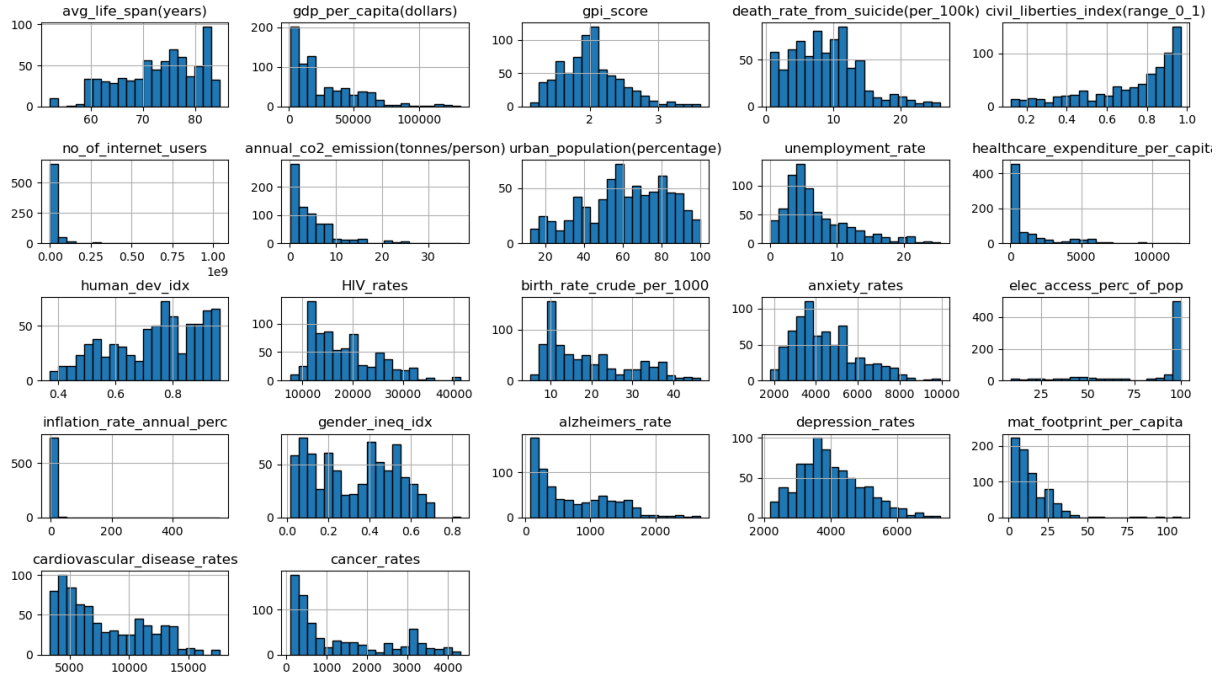 avg_life_span(years) gdp_per_capita(dollars) gpi_score death_rate_from_suicide(per_100k) civil_liberties_index(range_0_1)
100 50 0 60 70 80
200 100 0 0 50000 100000
100 50 0 2 3
75 50 25 0 0 10 20
100 50 0 0.2 0.4 0.6 0.8 1.0
no_of_internet_users annual_co2_emission(tonnes/person) urban_population(percentage) unemployment_rate healthcare_expenditure_per_capita
500 250 0 0.00 0.25 0.50 0.75 1.00 1e9
200 100 0 0 10 20 30
50 0 20 40 60 80 100
100 50 0 0 10 20
400 200 0 0 5000 10000
human_dev_idx HIV_rates birth_rate_crude_per_1000 anxiety_rates elec_access_perc_of_pop
50 0 0.4 0.6 0.8
100 50 0 10000 20000 30000 40000
100 0 10 20 30 40
100 50 0 2000 4000 6000 8000 10000
400 200 0 25 50 75 100
inflation_rate_annual_perc gender_ineq_idx alzheimers_rate depression_rates mat_footprint_per_capita
500 0 0 200 400
50 0 0.0 0.2 0.4 0.6 0.8
100 0 0 1000 2000
100 50 0 2000 4000 6000
200 100 0 0 25 50 75 100
cardiovascular_disease_rates cancer_rates
100 50 0 5000 10000 15000
100 0 0 1000 2000 3000 4000